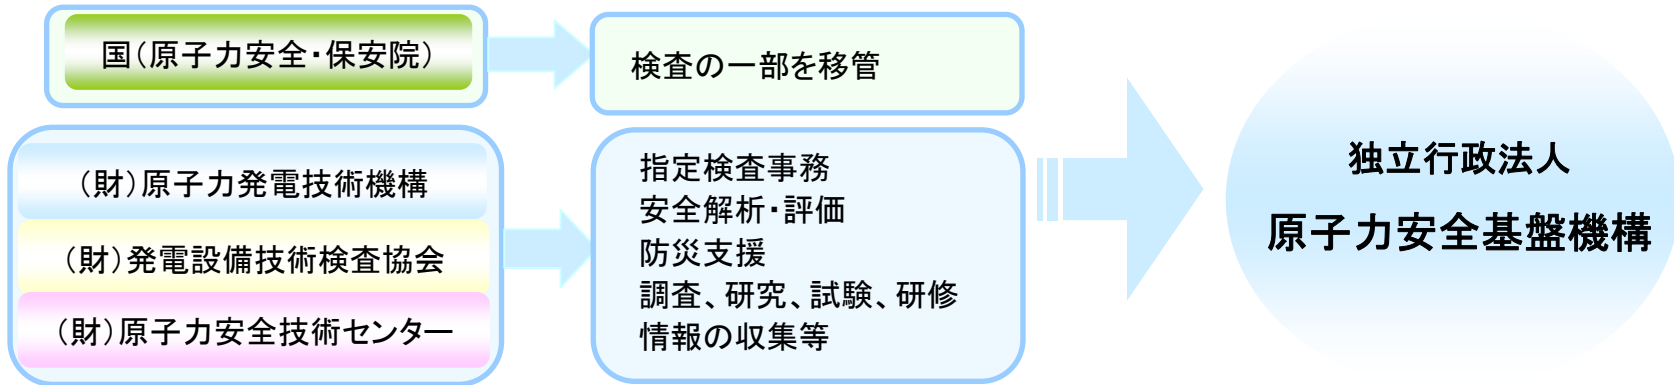 国(原子力安全・保安院)
検査の一部を移管
(財)原子力発電技術機構
(財)発電設備技術検査協会
(財)原子力安全技術センター
指定検査事務
安全解析・評価
防災支援
調査、研究、試験、研修
情報の収集等
独立行政法人
原子力安全基盤機構